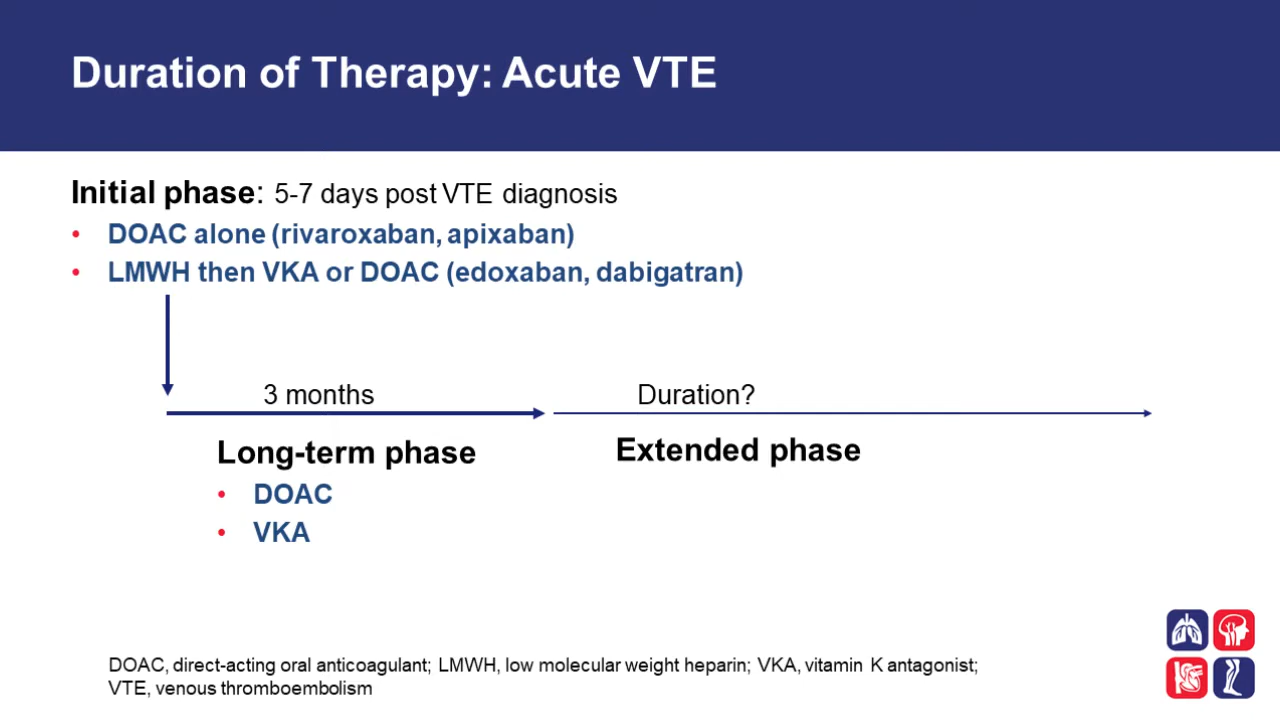 Duration of Therapy: Acute VTE
Initial phase: 5-7 days post VTE diagnosis
• DOAC alone (rivaroxaban, apixaban)
• LMWH then VKA or DOAC (edoxaban, dabigatran)
3 months
Duration?
Long-term phase
Extended phase
• DOAC
• VKA
DOAC, direct-acting oral anticoagulant; LMWH, low molecular weight heparin; VKA, vitamin K antagonist;
VTE, venous thromboembolism